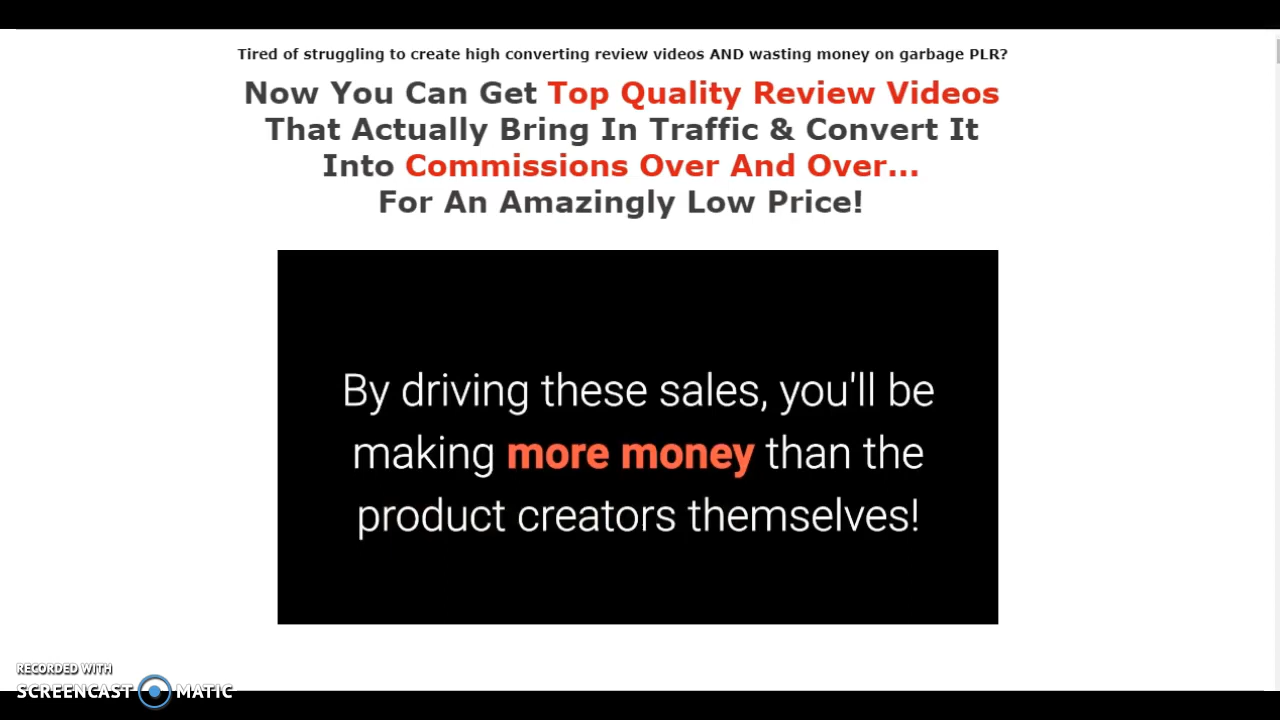 Tired of struggling to create high converting review videos AND wasting money on garbage PLR?
Now You Can Get Top Quality Review Videos
That Actually Bring In Traffic & Convert It
Into Commissions Over And Over...
For An Amazingly Low Price!
By driving these sales, you'll be
making more money than the
product creators themselves!
RECORDED WITH
SCREENCAST MATIC